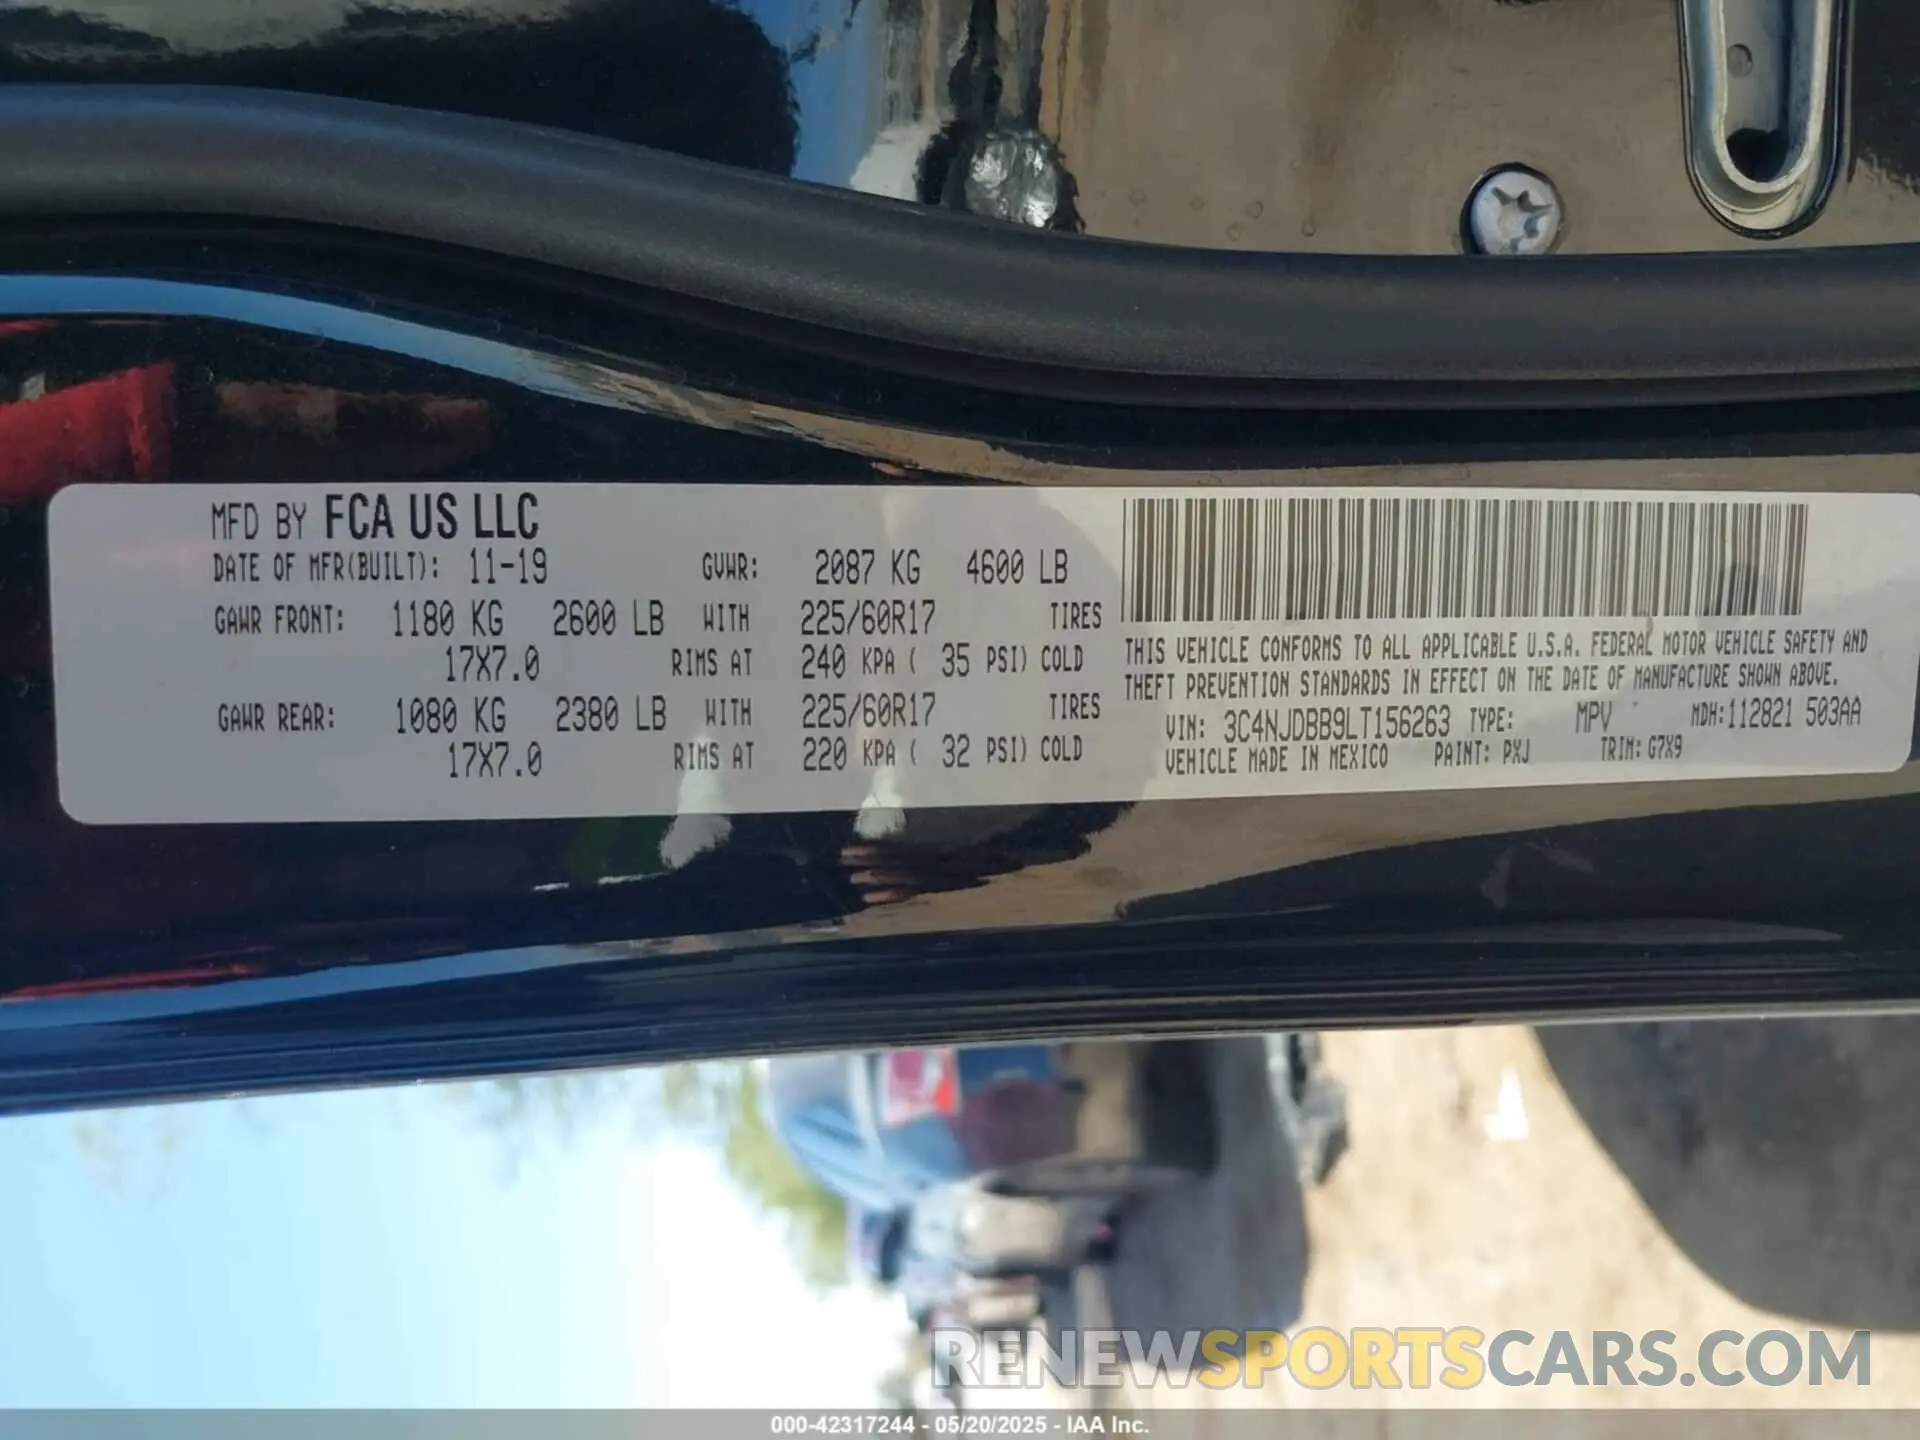 MFD BY FCA US LLC
DATE OF MFR(BUILT): 11-19 GVWR: 2087 KG 4600 LB
GAWR FRONT: 1180 KG 2600 LB WITH 225/60R17 TIRES
17X7.0 RIMS AT 240 KPA ( 35 PSI) COLD
GAWR REAR: 1080 KG 2380 LB WITH 225/60R17 TIRES
17X7.0 RIMS AT 220 KPA ( 32 PSI) COLD
THIS VEHICLE CONFORMS TO ALL APPLICABLE U.S.A. FEDERAL MOTOR VEHICLE SAFETY AND
THEFT PREVENTION STANDARDS IN EFFECT ON THE DATE OF MANUFACTURE SHOWN ABOVE.
VIN: 3C4NJDBB9LT156263 TYPE: MPV MDH:112821 503AA
VEHICLE MADE IN MEXICO PAINT: PXJ TRIM: G7X9
RENEWSPORTSCARS.COM
000-42317244 - 05/20/2025 - IAA Inc.